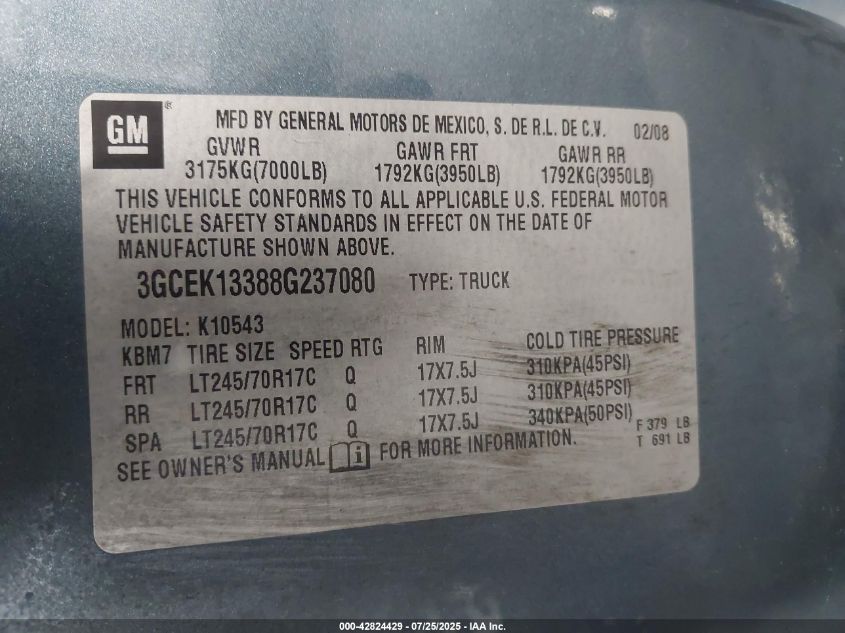 GM ®
MFD BY GENERAL MOTORS DE MEXICO, S. DE R.L. DE C.V. 02/08
GVWR GAWR FRT GAWR RR
3175KG(7000LB) 1792KG(3950LB) 1792KG(3950LB)
THIS VEHICLE CONFORMS TO ALL APPLICABLE U.S. FEDERAL MOTOR
VEHICLE SAFETY STANDARDS IN EFFECT ON THE DATE OF
MANUFACTURE SHOWN ABOVE.
3GCEK13388G237080 TYPE: TRUCK
MODEL: K10543
KBM7 TIRE SIZE SPEED RTG RIM COLD TIRE PRESSURE
FRT LT245/70R17C Q 17X7.5J 310KPA(45PSI)
RR LT245/70R17C Q 17X7.5J 310KPA(45PSI)
SPA LT245/70R17C Q 17X7.5J 340KPA(50PSI) F 379 LB
SEE OWNER'S MANUAL i FOR MORE INFORMATION. T 691 LB
000-42824429 - 07/25/2025 - IAA Inc.